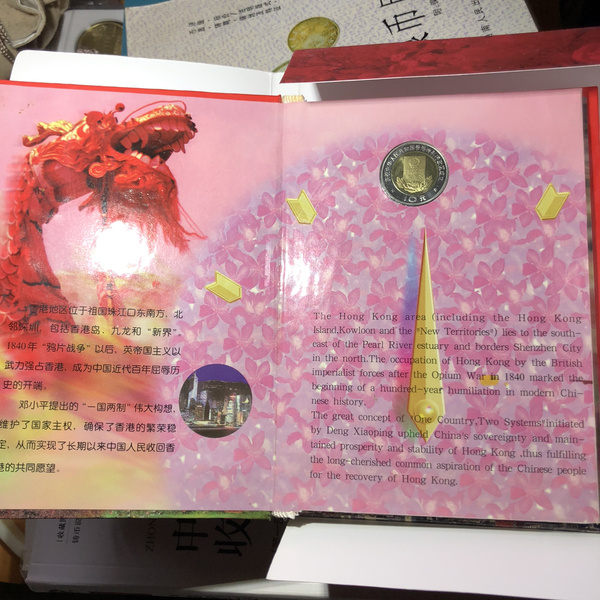 香港地区位于祖国珠江口东南方、北
邻深圳,包括香港岛、九龙和“新界”。
1840年“鸦片战争”以后,英帝国主义以
武力强占香港,成为中国近代百年屈辱历
史的开端。
邓小平提出的“一国两制”伟大构想,
维护了国家主权,确保了香港的繁荣稳
定、从而实现了长期以来中国人民收回香
港的共同愿望。
10元
The Hong Kong area (including the Hong Kong
Island,Kowloon and the "New Territories") lies to the south-
east of the Pearl River estuary and borders Shenzhen City
in the north.The occupation of Hong Kong by the British
imperialist forces after the Opium War in 1840 marked the
beginning of a hundred-year humiliation in modern Chi-
nese history.
The great concept of "One Country,Two Systems"initiated
by Deng Xiaoping upheld China's sovereignty and main-
tained prosperity and stability of Hong Kong ,thus fulfilling
the long-cherished common aspiration of the Chinese people
for the recovery of Hong Kong.